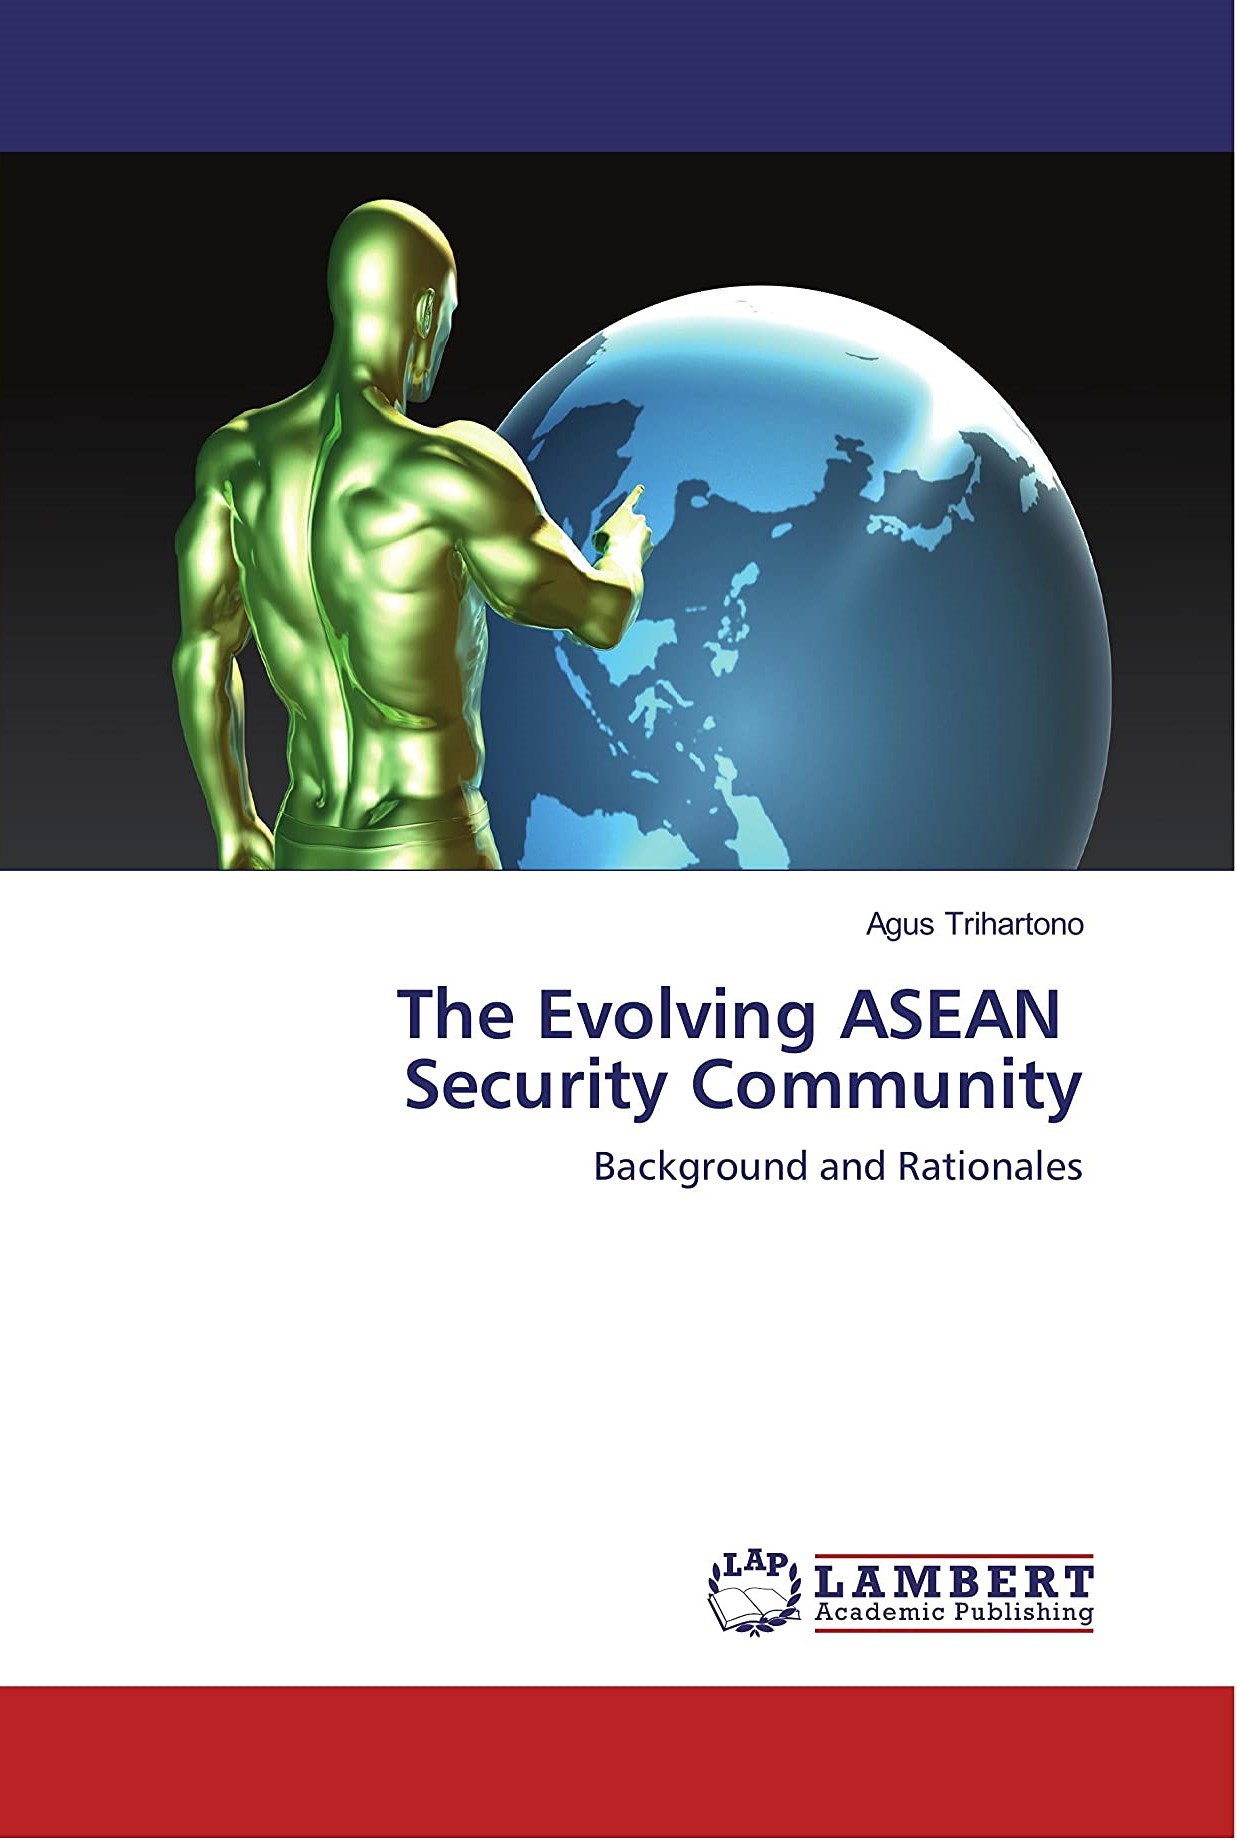 Agus Trihartono
The Evolving ASEAN
Security Community
Background and Rationales
LAP
LAMBERT
Academic Publishing